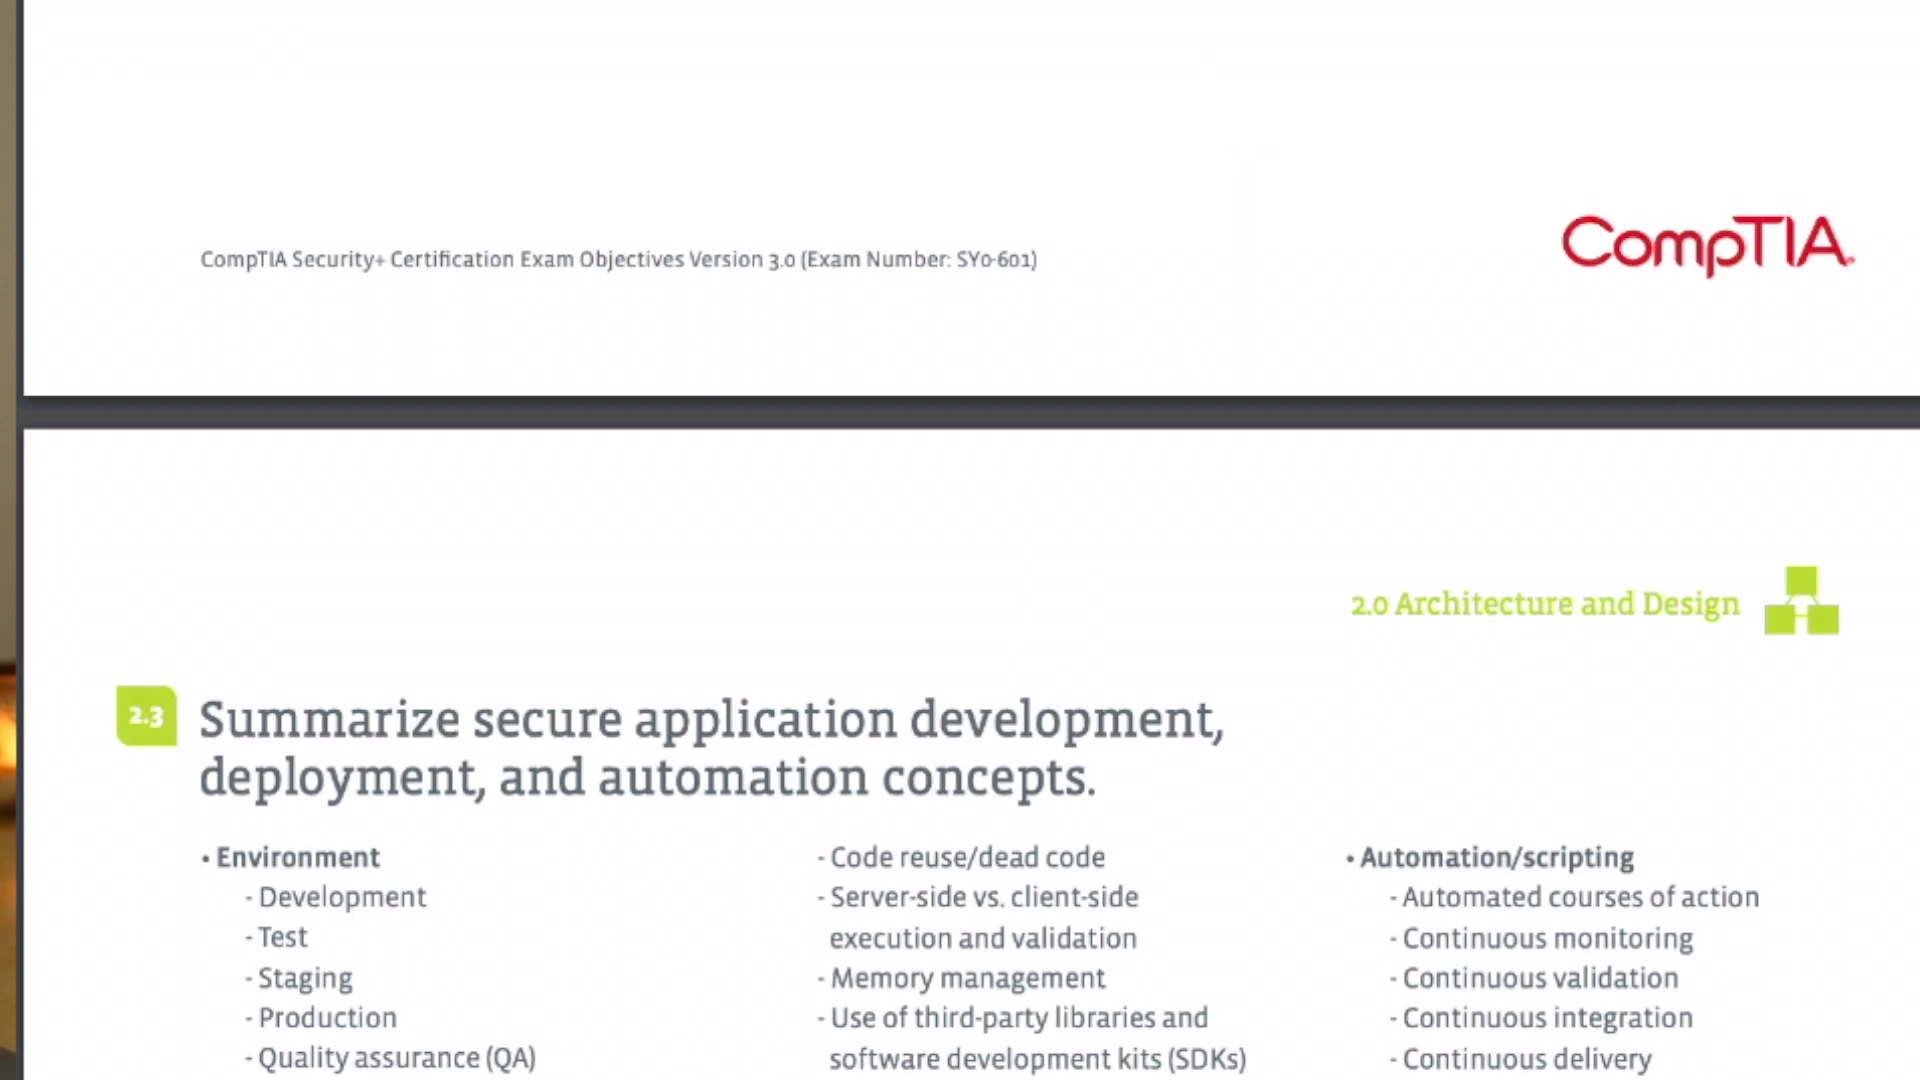 CompTIA Security+ Certification Exam Objectives Version 3.0 (Exam Number: SY0-601)
CompTIA.
2.0 Architecture and Design
2.3
Summarize secure application development,
deployment, and automation concepts.
• Environment
- Development
- Test
- Staging
- Production
- Quality assurance (QA)
- Code reuse/dead code
- Server-side vs. client-side
execution and validation
- Memory management
- Use of third-party libraries and
software development kits (SDKs)
• Automation/scripting
- Automated courses of action
- Continuous monitoring
- Continuous validation
- Continuous integration
- Continuous delivery